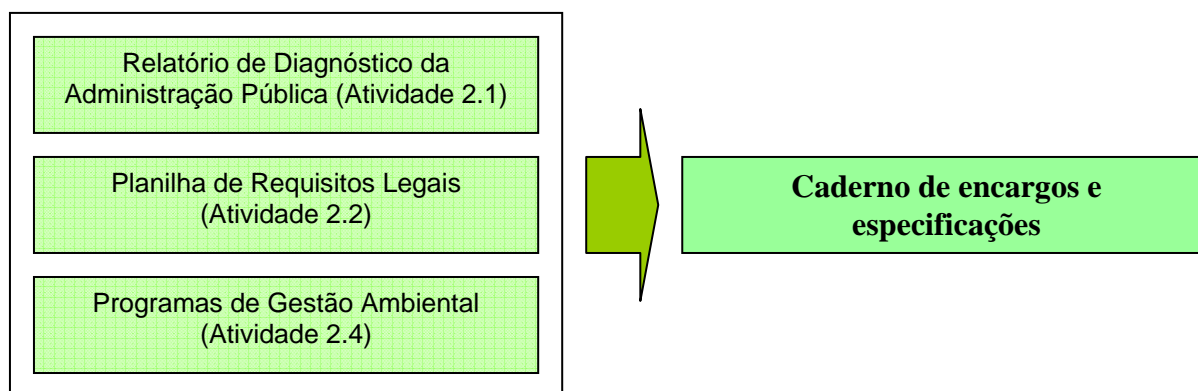 Relatório de Diagnóstico da
Administração Pública (Atividade 2.1)
Planilha de Requisitos Legais
(Atividade 2.2)
Programas de Gestão Ambiental
(Atividade 2.4)
Caderno de encargos e
especificações